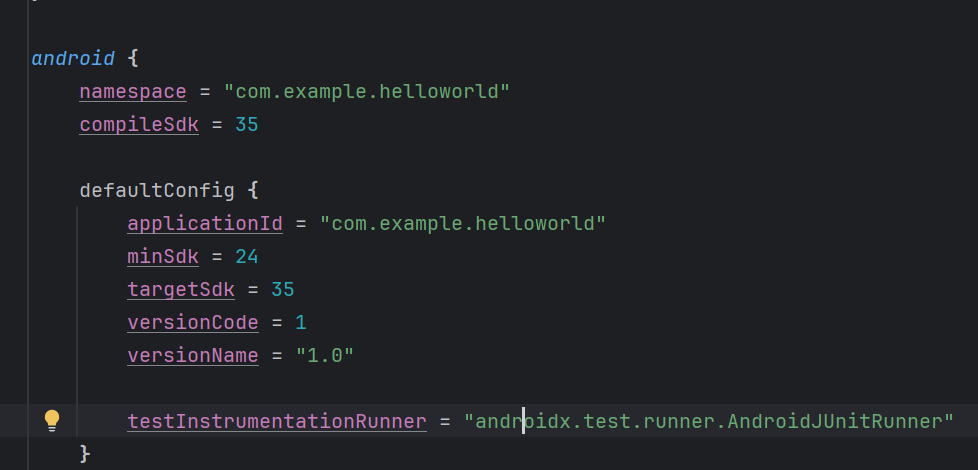 android {
namespace = "com.example.helloworld"
compileSdk = 35
defaultConfig {
applicationId = "com.example.helloworld"
minSdk = 24
targetSdk = 35
versionCode = 1
versionName = "1.0"
testInstrumentationRunner = "androidx.test.runner.AndroidJUnitRunner"
}